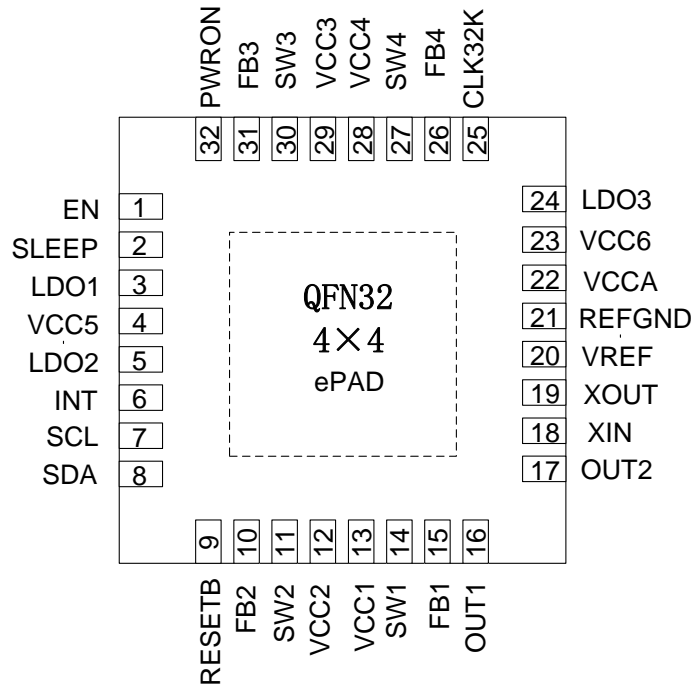 PWRON
FB3
SW3
VCC3
VCC4
SW4
FB4
CLK32K
32
31
30
29
28
27
26
25
EN 1
SLEEP 2
LDO1 3
VCC5 4
LDO2 5
INT 6
SCL 7
SDA 8
QFN32
4×4
ePAD
24 LDO3
23 VCC6
22 VCCA
21 REFGND
20 VREF
19 XOUT
18 XIN
17 OUT2
9
10
11
12
13
14
15
16
RESETB
FB2
SW2
VCC2
VCC1
SW1
FB1
OUT1